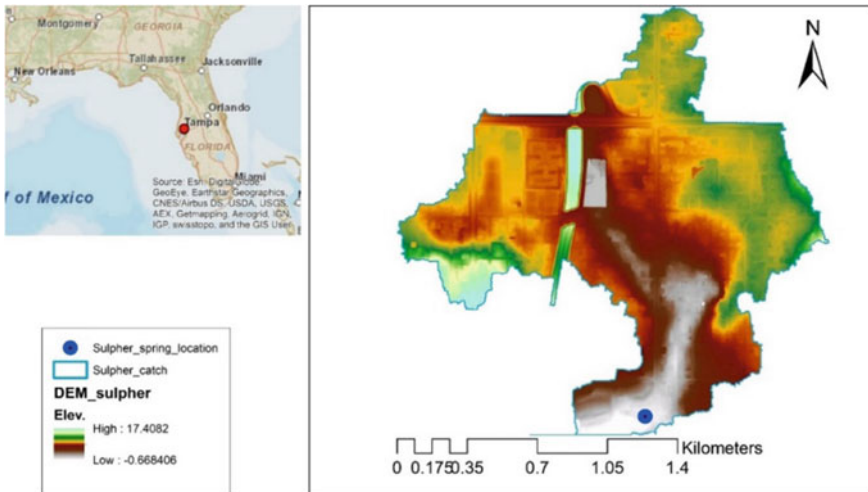 Montgomery
GEORGIA
Tallahassee
Jacksonville
New Orleans
Orlando
Tampa
FLORIDA
Miami
f of Mexico
Source: Esri, DigitalGlobe,
GeoEye, Earthstar Geographics,
CNES/Airbus DS, USDA, USGS,
AEX, Getmapping, Aerogrid, IGN,
IGP, swisstopo, and the GIS User
N
Sulpher_spring_location
Sulpher_catch
DEM_sulpher
Elev.
High : 17.4082
Low : -0.668406
Kilometers
0 0.175 0.35 0.7 1.05 1.4